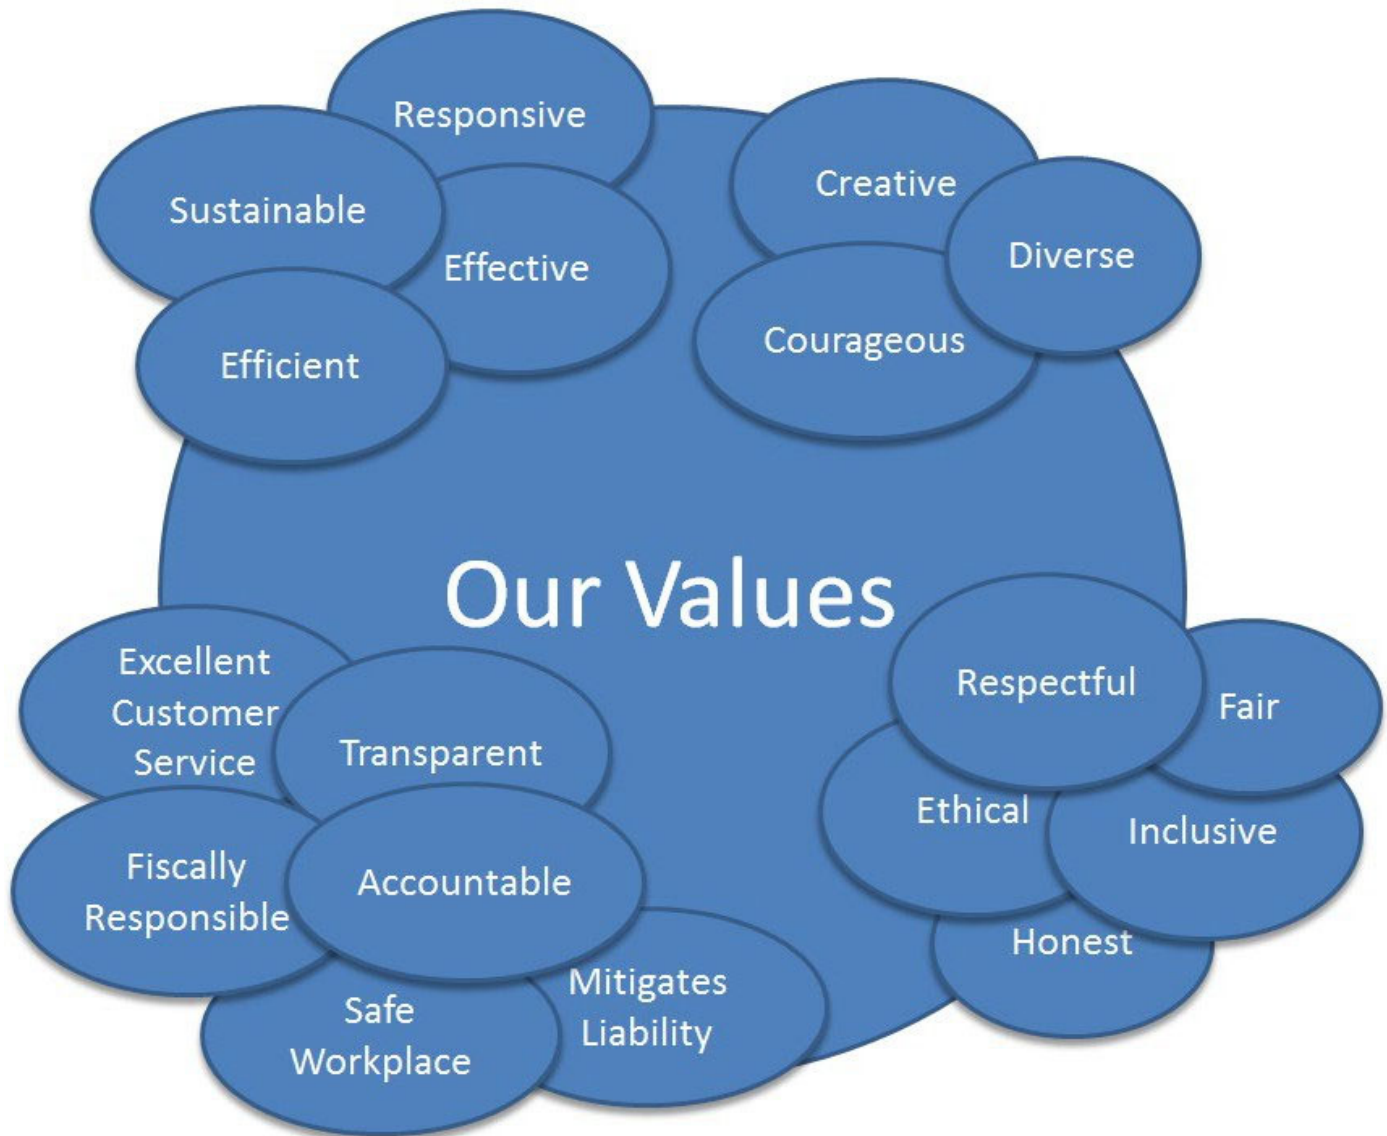 Responsive
Creative
Sustainable
Diverse
Effective
Courageous
Efficient
Our Values
Excellent
Customer
Service
Transparent
Respectful
Fair
Ethical
Inclusive
Fiscally
Responsible
Accountable
Honest
Mitigates
Liability
Safe
Workplace